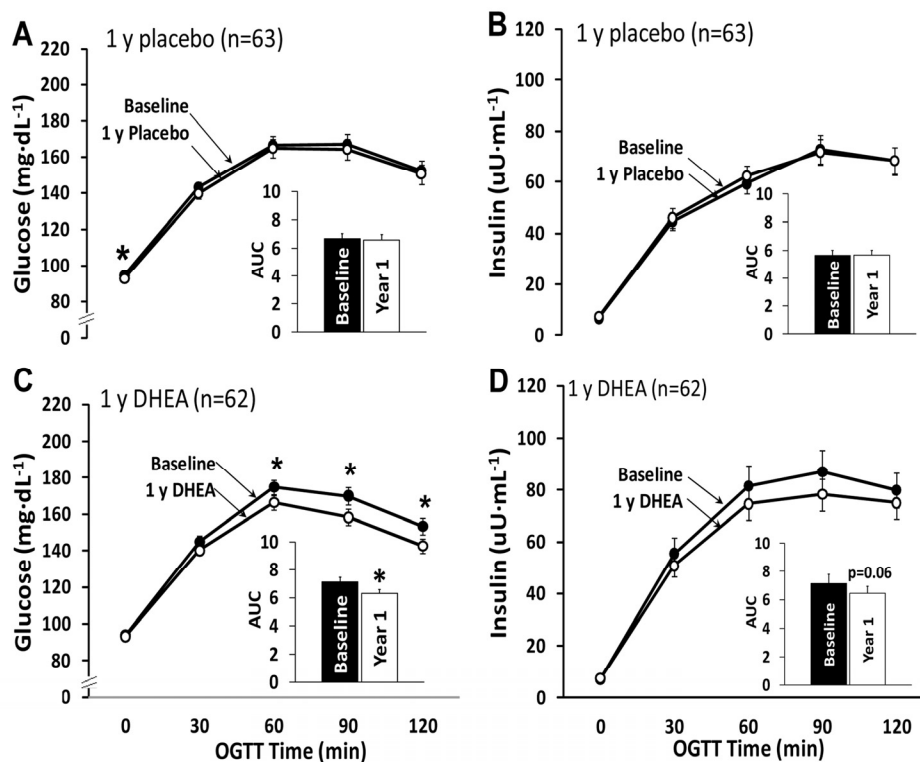 A 1 y placebo (n=63)
Glucose (mg·dL-1)
220
200
180
160
140
120
100
80
0
Baseline
1 y Placebo
*
AUC
10
8
6
4
2
0
Baseline
Year 1
B 1 y placebo (n=63)
Insulin (uU·mL-1)
120
100
80
60
40
20
0
Baseline
1 y Placebo
AUC
10
8
6
4
2
0
Baseline
Year 1
C 1 y DHEA (n=62)
Glucose (mg·dL-1)
220
200
180
160
140
120
100
80
0
Baseline
1 y DHEA
* * *
AUC
10
8
6
4
2
0
Baseline
Year 1
*
0 30 60 90 120
OGTT Time (min)
D 1 y DHEA (n=62)
Insulin (uU·mL-1)
120
100
80
60
40
20
0
Baseline
1 y DHEA
AUC
10
8
6
4
2
0
Baseline
Year 1
p=0.06
0 30 60 90 120
OGTT Time (min)